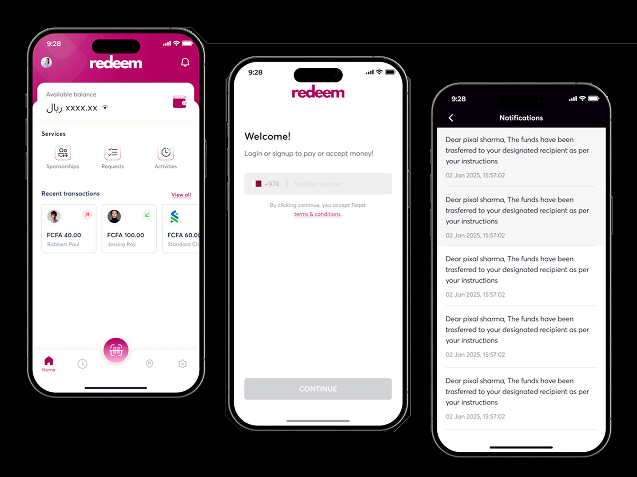 9:28
redeem
Available balance
ريال xxxx.xx
Services
Sponsorships
Requests
Activities
Recent transactions
View all
FCFA 40.00
Robbert Paul
FCFA 100.00
Jessica Roy
FCFA 60.00
Standard Ch
Home
9:28
redeem
Welcome!
Login or signup to pay or accept money!
+974
Mobile number
By clicking continue, you accept Taqat
terms & conditions.
CONTINUE
9:28
Notifications
Dear pixal sharma, The funds have been
trasferred to your designated recipient as per
your instructions
02 Jan 2025, 15:57:02
Dear pixal sharma, The funds have been
trasferred to your designated recipient as per
your instructions
02 Jan 2025, 15:57:02
Dear pixal sharma, The funds have been
trasferred to your designated recipient as per
your instructions
02 Jan 2025, 15:57:02
Dear pixal sharma, The funds have been
trasferred to your designated recipient as per
your instructions
02 Jan 2025, 15:57:02
Dear pixal sharma, The funds have been
trasferred to your designated recipient as per
your instructions
02 Jan 2025, 15:57:02